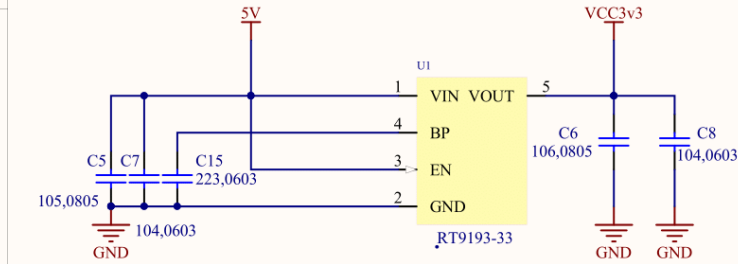 5V
VCC3v3
U1
1 VIN VOUT 5
4 BP
3 EN
2 GND
C5 C7 C15
223,0603
105,0805
104,0603
GND
RT9193-33
C6
106,0805
C8
104,0603
GND GND